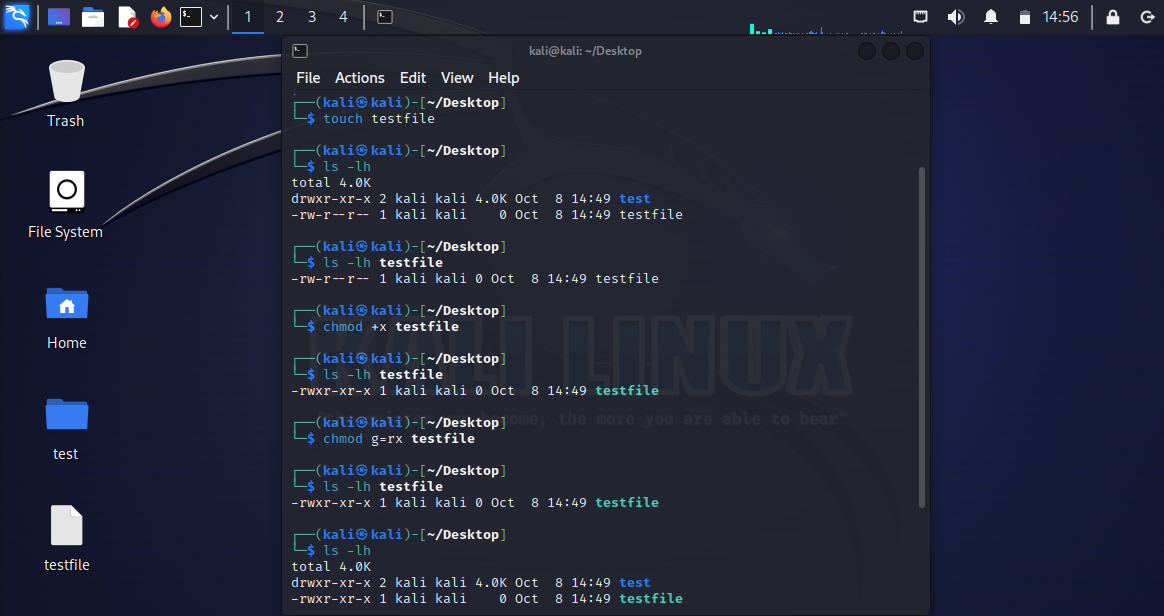 1 2 3 4 14:56
kali@kali: ~/Desktop
File Actions Edit View Help
Trash
File System
Home
test
testfile
┌──(kali㉿kali)-[~/Desktop]
└─$ touch testfile
┌──(kali㉿kali)-[~/Desktop]
└─$ ls -lh
total 4.0K
drwxr-xr-x 2 kali kali 4.0K Oct  8 14:49 test
-rw-r--r-- 1 kali kali    0 Oct  8 14:49 testfile
┌──(kali㉿kali)-[~/Desktop]
└─$ ls -lh testfile
-rw-r--r-- 1 kali kali 0 Oct  8 14:49 testfile
┌──(kali㉿kali)-[~/Desktop]
└─$ chmod +x testfile
┌──(kali㉿kali)-[~/Desktop]
└─$ ls -lh testfile
-rwxr-xr-x 1 kali kali 0 Oct  8 14:49 testfile
┌──(kali㉿kali)-[~/Desktop]
└─$ chmod g=rx testfile
┌──(kali㉿kali)-[~/Desktop]
└─$ ls -lh testfile
-rwxr-xr-x 1 kali kali 0 Oct  8 14:49 testfile
┌──(kali㉿kali)-[~/Desktop]
└─$ ls -lh
total 4.0K
drwxr-xr-x 2 kali kali 4.0K Oct  8 14:49 test
-rwxr-xr-x 1 kali kali    0 Oct  8 14:49 testfile
KALI LINUX
become, the more you are able to hear"